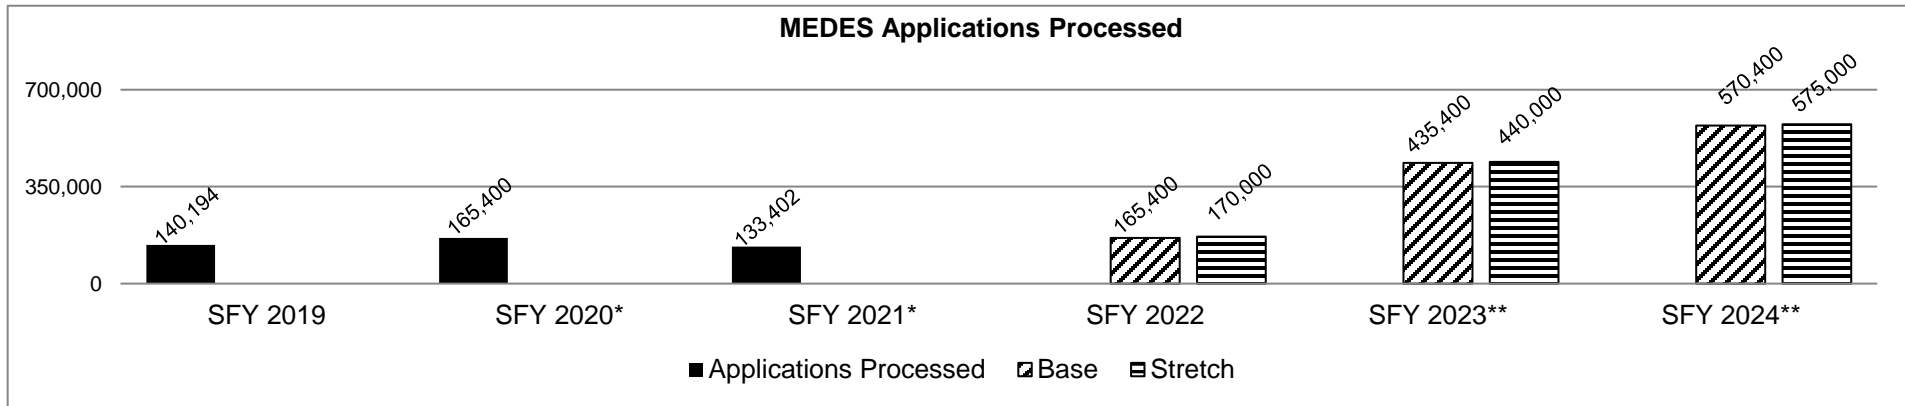 MEDES Applications Processed
700,000
350,000
0
140,194
165,400
133,402
165,400
170,000
435,400
440,000
570,400
575,000
SFY 2019
SFY 2020*
SFY 2021*
SFY 2022
SFY 2023**
SFY 2024**
Applications Processed
Base
Stretch